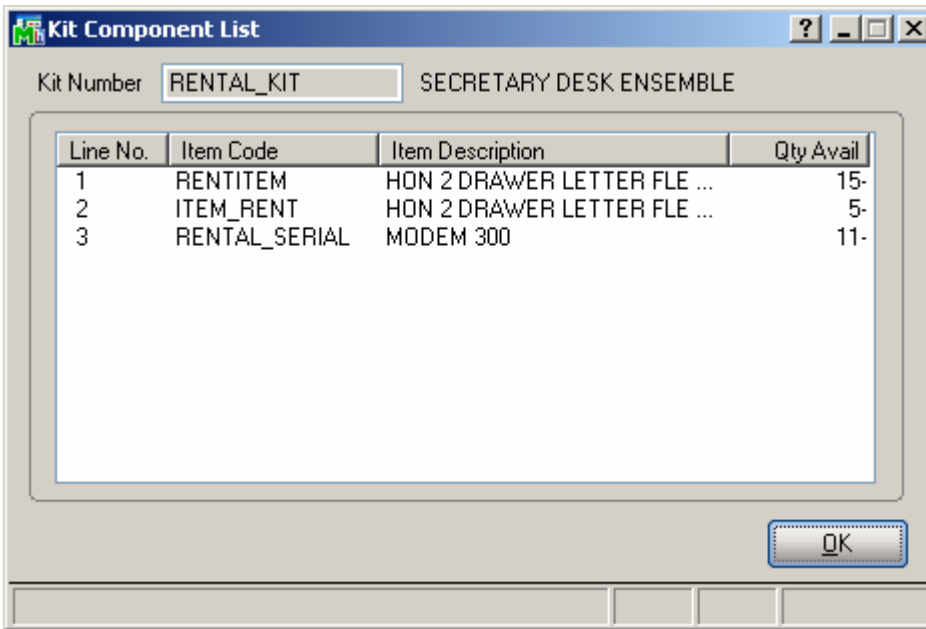 Kit Component List
Kit Number RENTAL_KIT SECRETARY DESK ENSEMBLE
Line No. Item Code Item Description Qty Avail
1 RENTITEM HON 2 DRAWER LETTER FLE ... 15-
2 ITEM_RENT HON 2 DRAWER LETTER FLE ... 5-
3 RENTAL_SERIAL MODEM 300 11-
OK